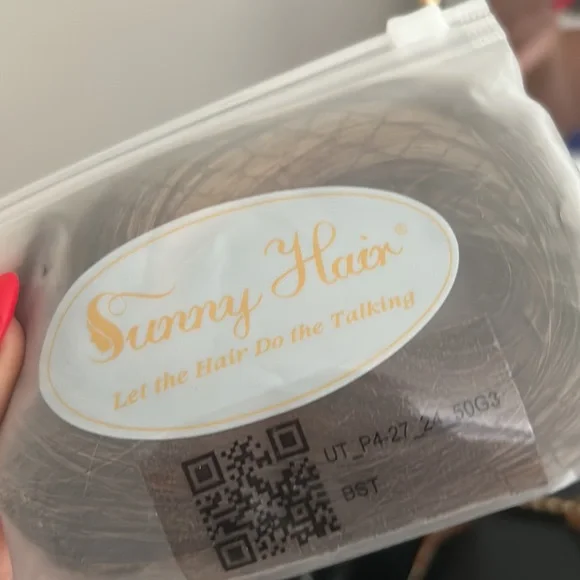 Sunny Hair®
Let the Hair Do the Talking
UT_P4-27_24_50G3
BST